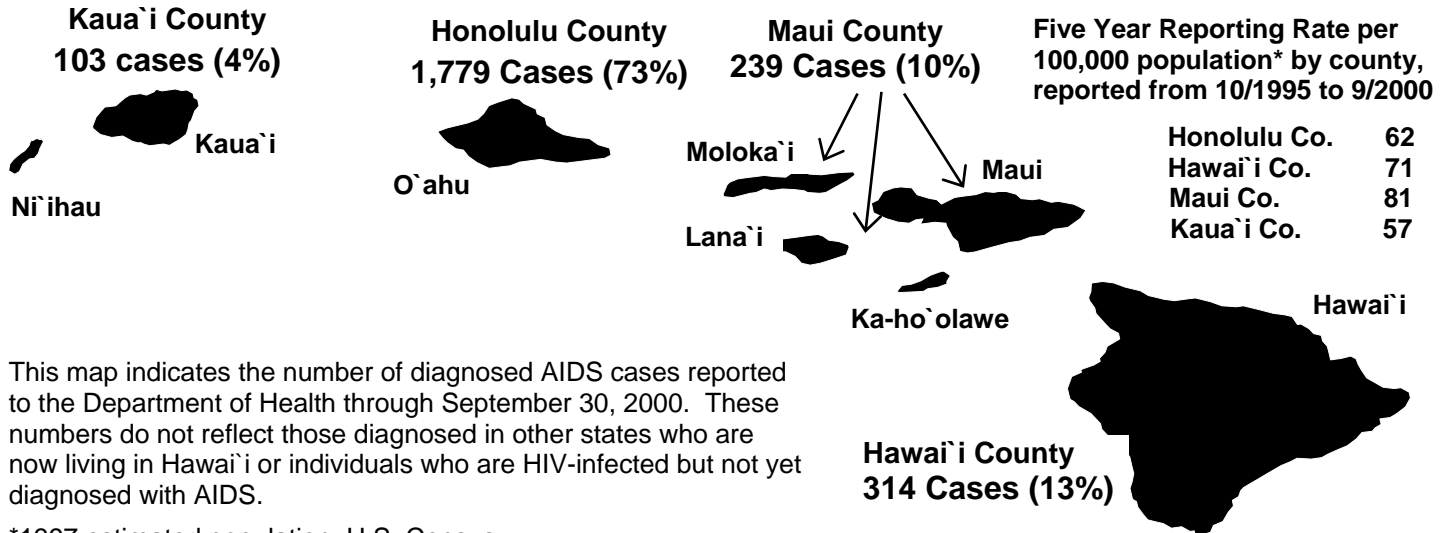 Kaua`i County
103 cases (4%)
Kaua`i
Ni`ihau
Honolulu County
1,779 Cases (73%)
O`ahu
Maui County
239 Cases (10%)
Moloka`i
Maui
Lana`i
Ka-ho`olawe
Five Year Reporting Rate per
100,000 population* by county,
reported from 10/1995 to 9/2000
Honolulu Co. 62
Hawai`i Co. 71
Maui Co. 81
Kaua`i Co. 57
Hawai`i
Hawai`i County
314 Cases (13%)
This map indicates the number of diagnosed AIDS cases reported
to the Department of Health through September 30, 2000. These
numbers do not reflect those diagnosed in other states who are
now living in Hawai`i or individuals who are HIV-infected but not yet
diagnosed with AIDS.
*1997 estimated population, U.S. Census